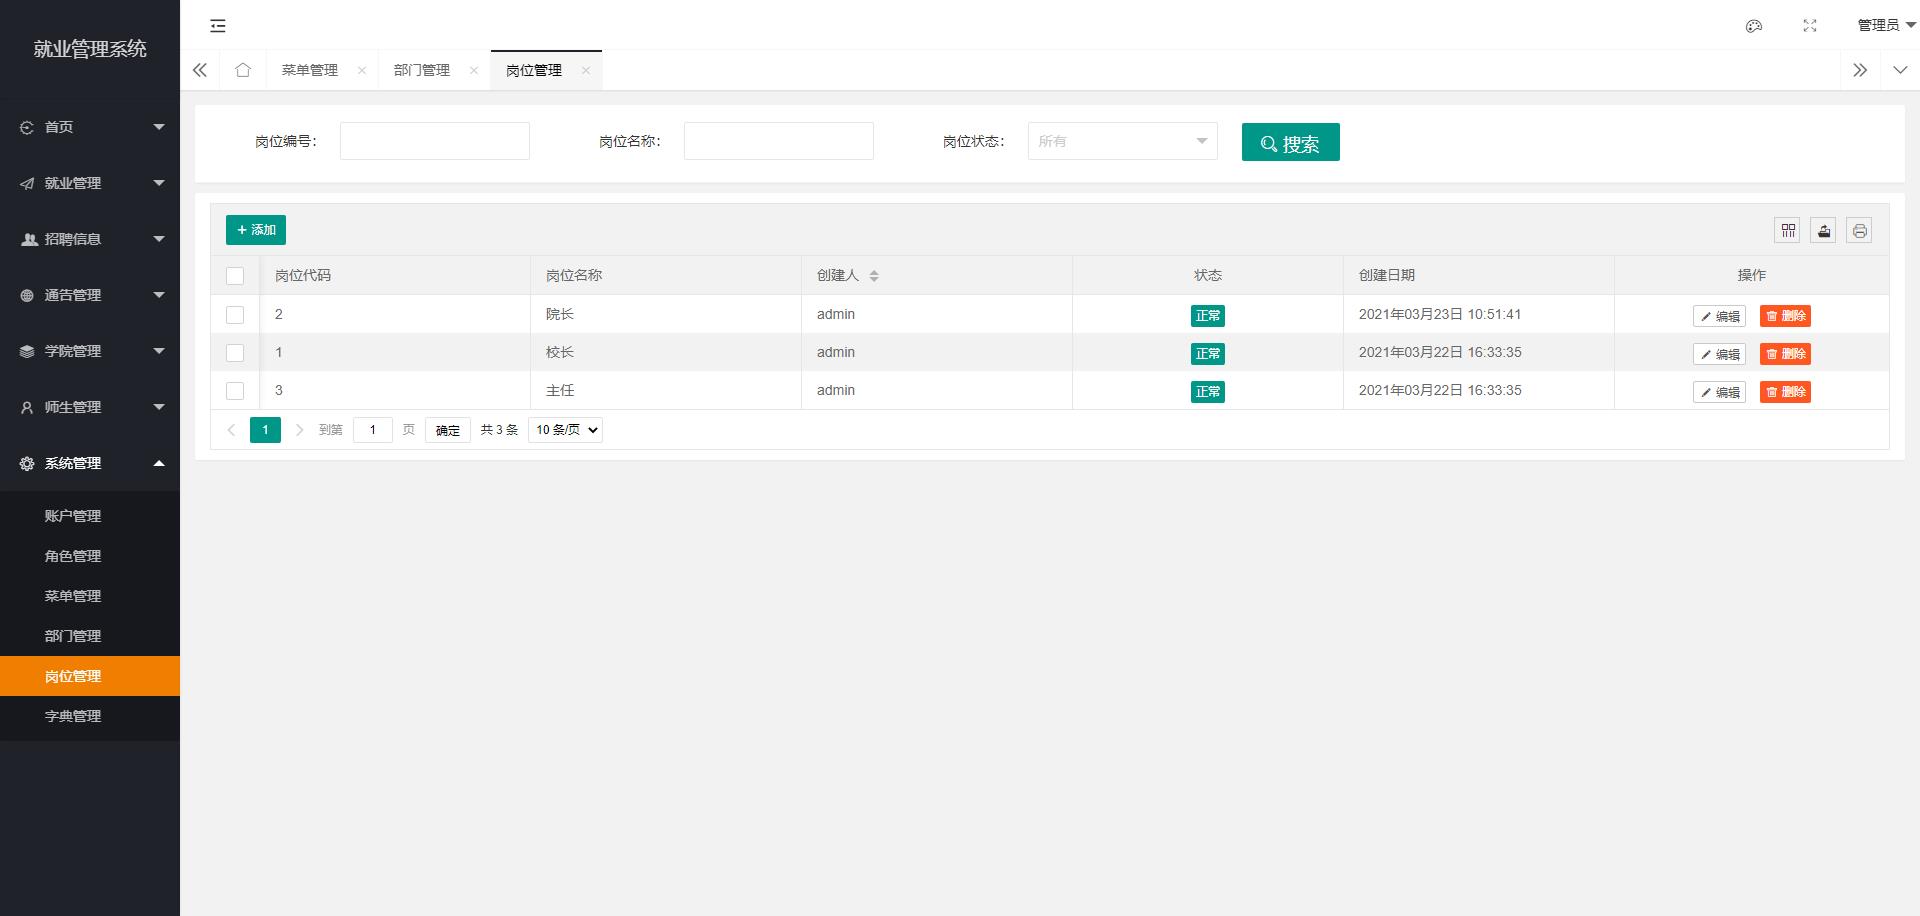 就业管理系统
管理员
菜单管理
部门管理
岗位管理
首页
就业管理
招聘信息
通告管理
学院管理
师生管理
系统管理
账户管理
角色管理
菜单管理
部门管理
岗位管理
字典管理
岗位编号:
岗位名称:
岗位状态: 所有
搜索
添加
岗位代码 岗位名称 创建人 状态 创建日期 操作
2 院长 admin 正常 2021年03月23日 10:51:41 编辑 删除
1 校长 admin 正常 2021年03月22日 16:33:35 编辑 删除
3 主任 admin 正常 2021年03月22日 16:33:35 编辑 删除
1 到第 1 页 确定 共 3 条 10 条/页